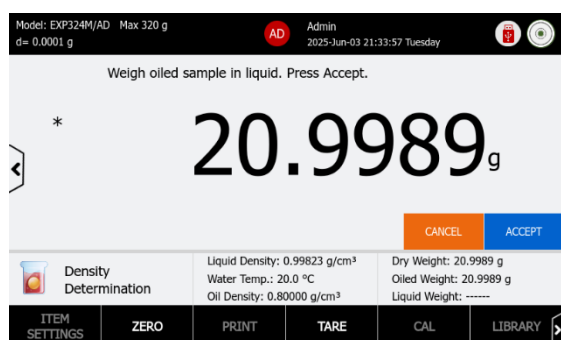 Model: EXP324M/AD Max 320 g
d= 0.0001 g
AD
Admin
2025-Jun-03 21:33:57 Tuesday
Weigh oiled sample in liquid. Press Accept.
* 20.9989 g
CANCEL ACCEPT
Density
Determination
Liquid Density: 0.99823 g/cm³
Water Temp.: 20.0 °C
Oil Density: 0.80000 g/cm³
Dry Weight: 20.9989 g
Oiled Weight: 20.9989 g
Liquid Weight: ------
ITEM
SETTINGS
ZERO
PRINT
TARE
CAL
LIBRARY